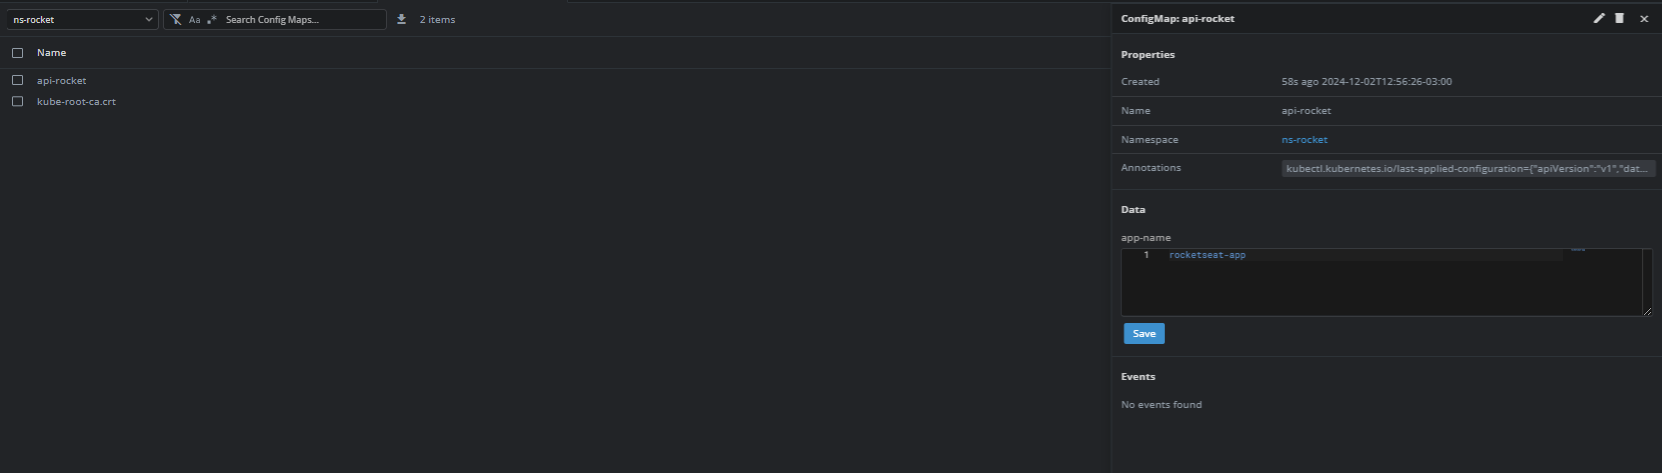 ns-rocket
Aa .* Search Config Maps...
2 items
Name
api-rocket
kube-root-ca.crt
ConfigMap: api-rocket
Properties
Created 58s ago 2024-12-02T12:56:26-03:00
Name api-rocket
Namespace ns-rocket
Annotations kubectl.kubernetes.io/last-applied-configuration={"apiVersion":"v1","dat...
Data
app-name
1 rocketseat-app
Save
Events
No events found